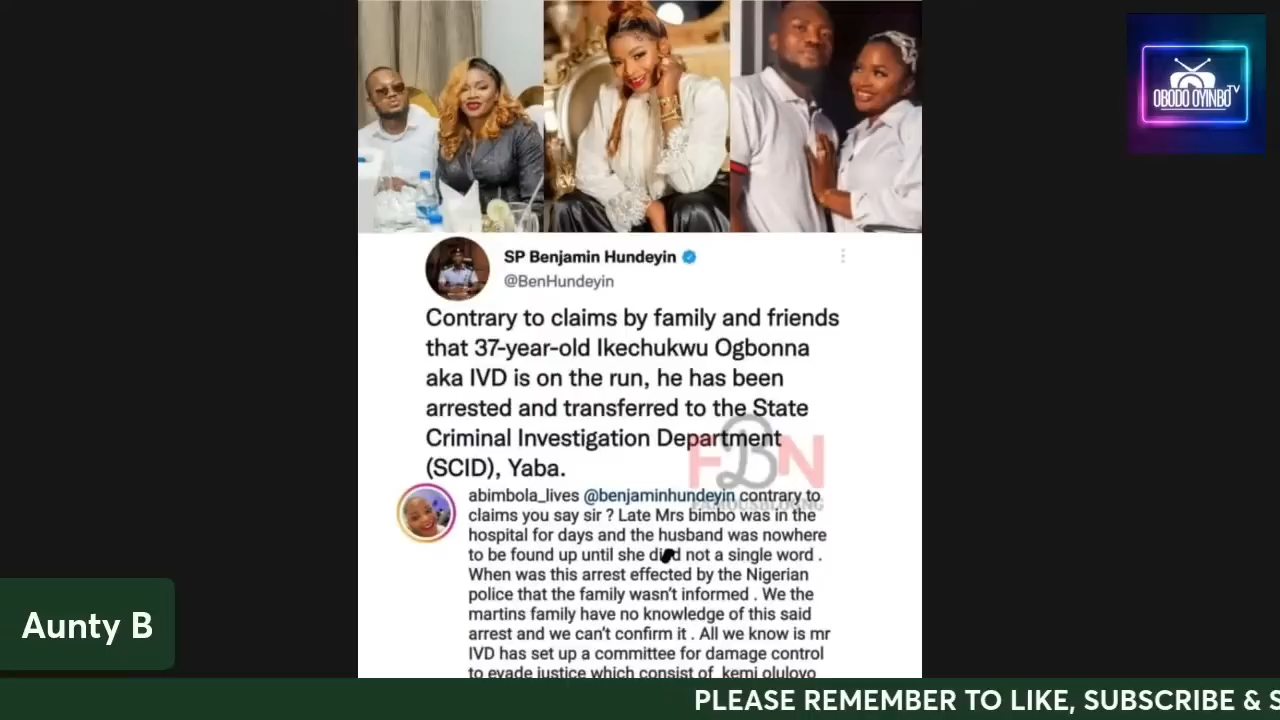 OBODO OYINBO TV
SP Benjamin Hundeyin
@BenHundeyin
Contrary to claims by family and friends
that 37-year-old Ikechukwu Ogbonna
aka IVD is on the run, he has been
arrested and transferred to the State
Criminal Investigation Department
(SCID), Yaba.
FBN
FAMOUSBLOGNG
abimbola_lives @benjaminhundeyin contrary to
claims you say sir ? Late Mrs bimbo was in the
hospital for days and the husband was nowhere
to be found up until she died not a single word .
When was this arrest effected by the Nigerian
police that the family wasn't informed . We the
martins family have no knowledge of this said
arrest and we can't confirm it . All we know is mr
IVD has set up a committee for damage control
to evade justice which consist of kemi olulovo
Aunty B
PLEASE REMEMBER TO LIKE, SUBSCRIBE & S